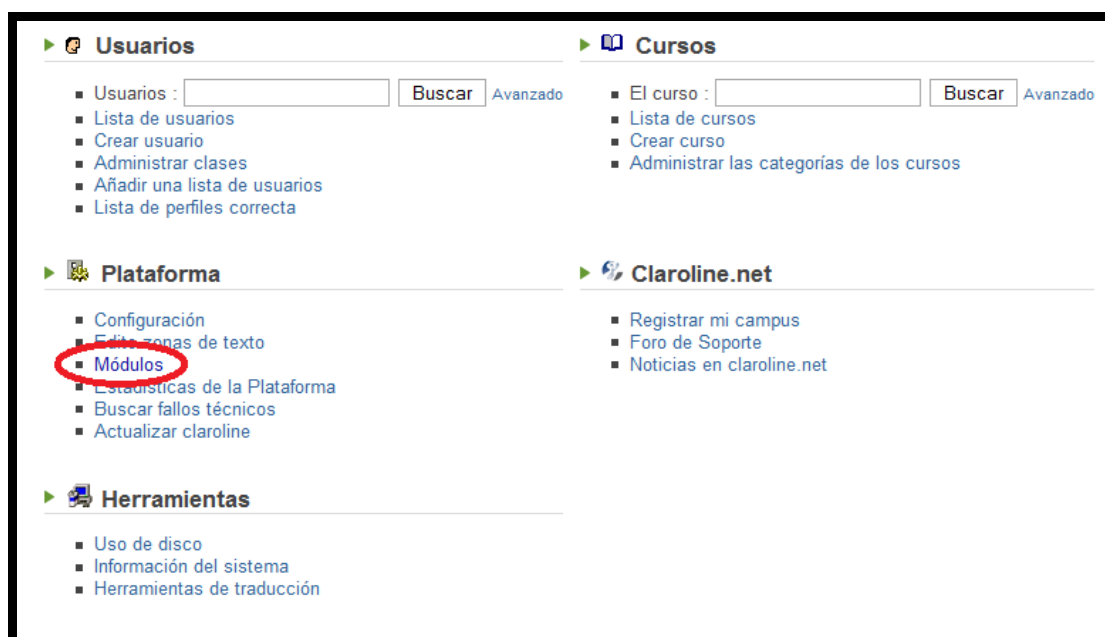 Usuarios
Usuarios : Buscar Avanzado
Lista de usuarios
Crear usuario
Administrar clases
Añadir una lista de usuarios
Lista de perfiles correcta
Cursos
El curso : Buscar Avanzado
Lista de cursos
Crear curso
Administrar las categorías de los cursos
Plataforma
Configuración
Edite zonas de texto
Módulos
Estadísticas de la Plataforma
Buscar fallos técnicos
Actualizar claroline
Claroline.net
Registrar mi campus
Foro de Soporte
Noticias en claroline.net
Herramientas
Uso de disco
Información del sistema
Herramientas de traducción